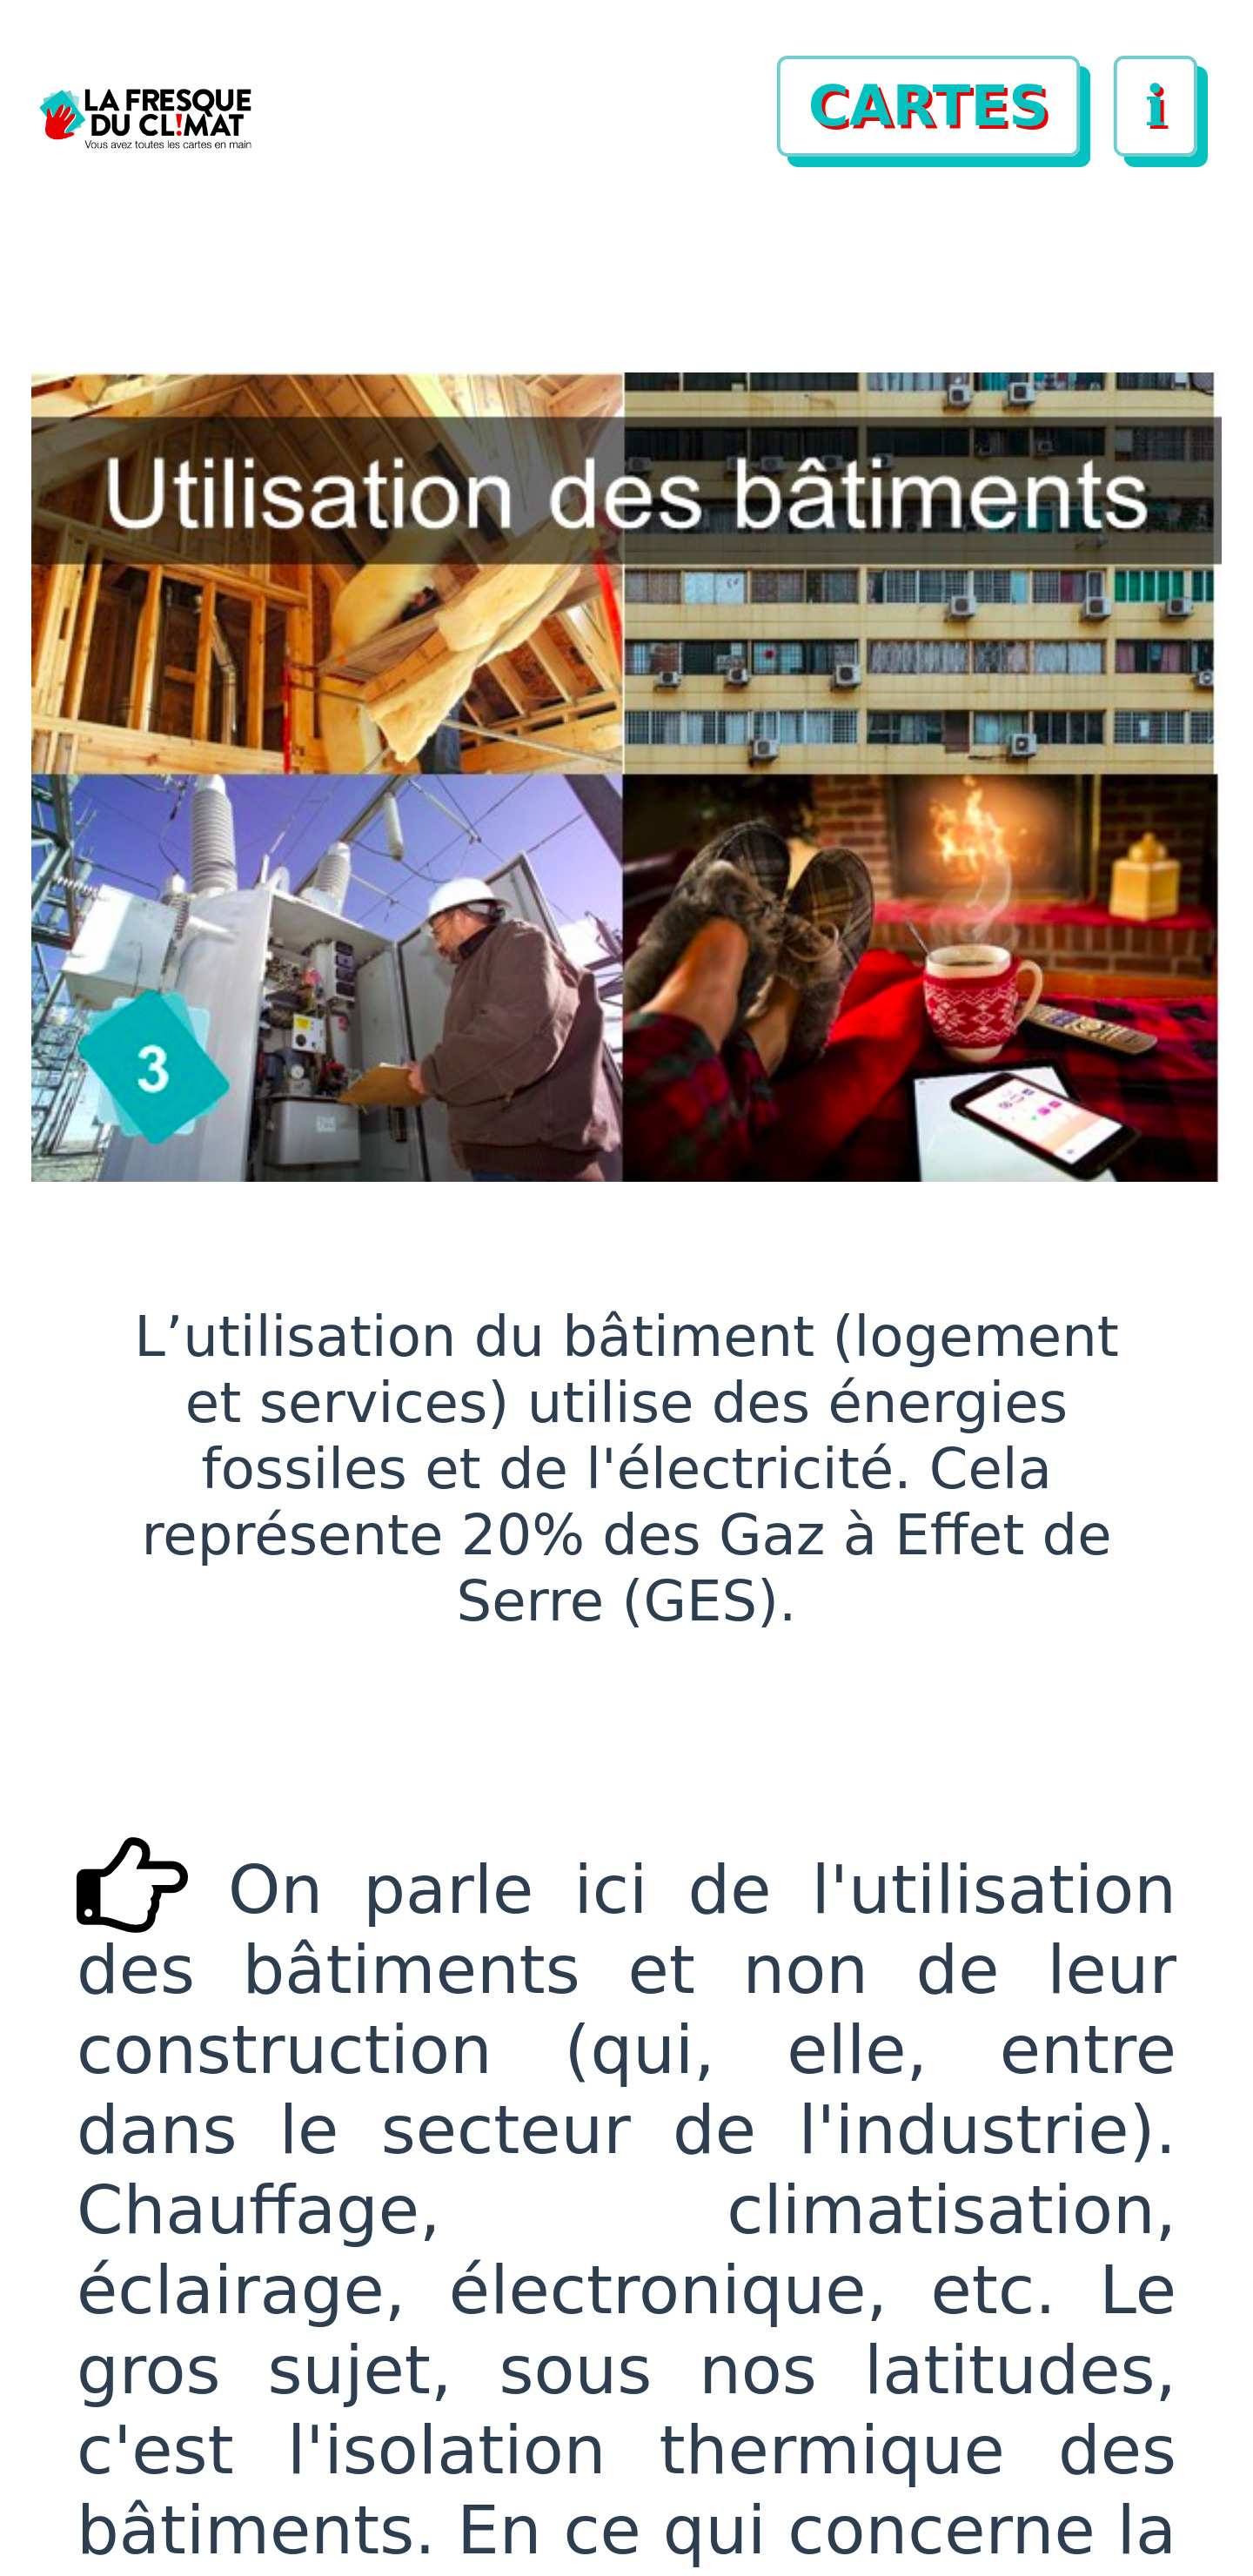 LA FRESQUE
DU CL!MAT
Vous avez toutes les cartes en main
CARTES
i
Utilisation des bâtiments
3
L’utilisation du bâtiment (logement
et services) utilise des énergies
fossiles et de l'électricité. Cela
représente 20% des Gaz à Effet de
Serre (GES).
On parle ici de l'utilisation
des bâtiments et non de leur
construction (qui, elle, entre
dans le secteur de l'industrie).
Chauffage, climatisation,
éclairage, électronique, etc. Le
gros sujet, sous nos latitudes,
c'est l'isolation thermique des
bâtiments. En ce qui concerne la